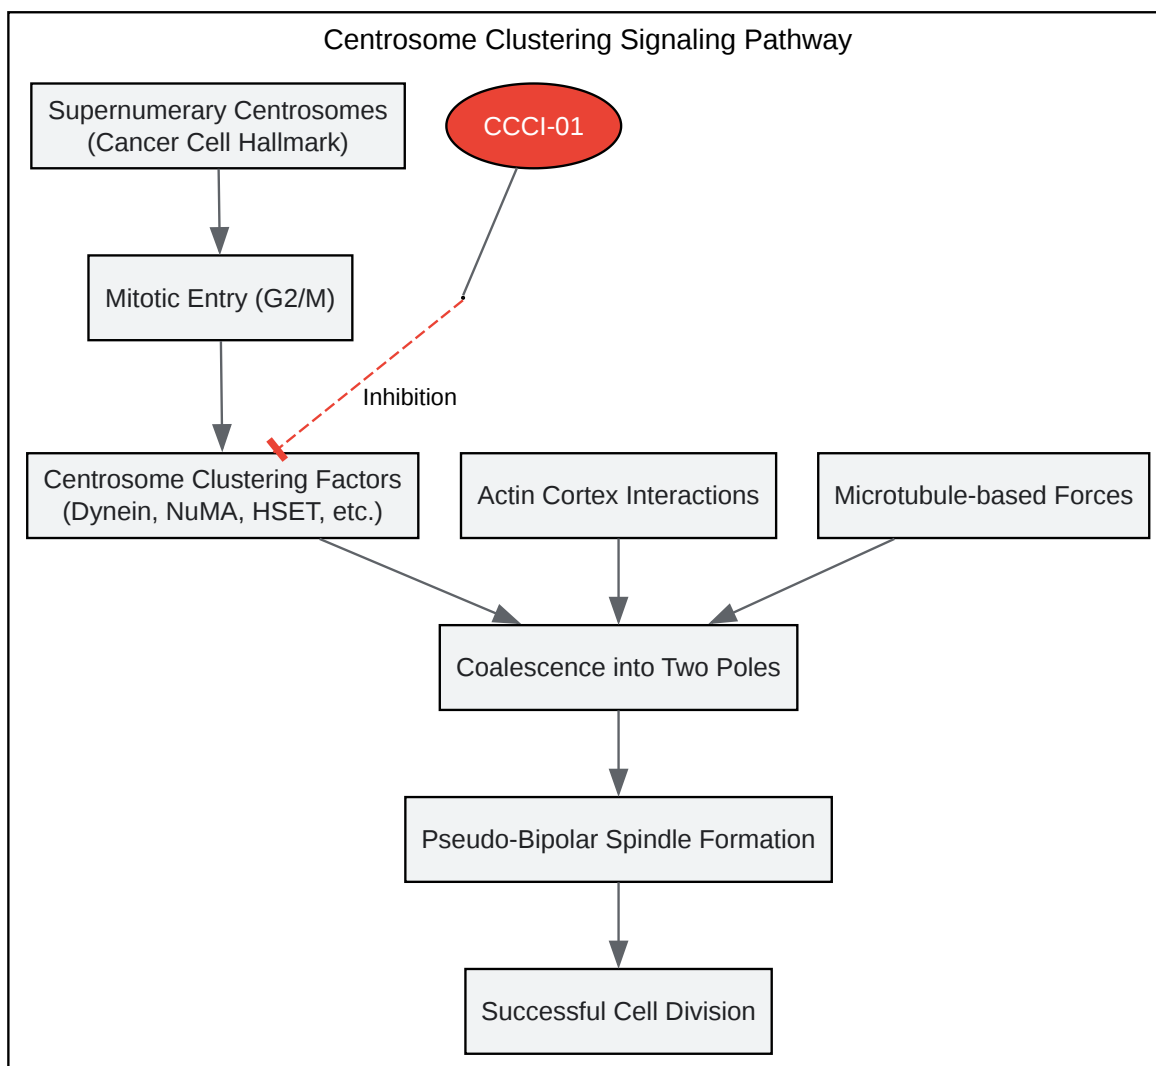 Centrosome Clustering Signaling Pathway
Supernumerary Centrosomes
(Cancer Cell Hallmark)
CCCI-01
Mitotic Entry (G2/M)
Inhibition
Centrosome Clustering Factors
(Dynein, NuMA, HSET, etc.)
Actin Cortex Interactions
Microtubule-based Forces
Coalescence into Two Poles
Pseudo-Bipolar Spindle Formation
Successful Cell Division